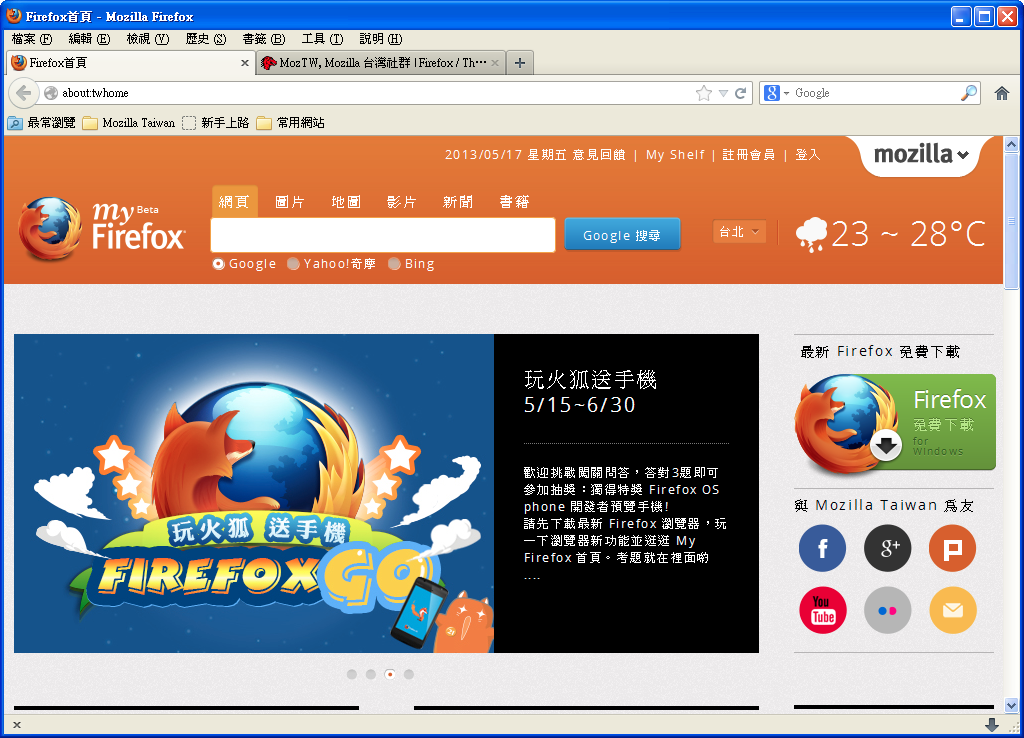 Firefox首頁 - Mozilla Firefox
檔案 (F) 編輯 (E) 檢視 (V) 歷史 (S) 書籤 (B) 工具 (T) 說明 (H)
Firefox首頁
MozTW, Mozilla 台灣社群 | Firefox / Th…
about:twhome
Google
最常瀏覽 Mozilla Taiwan 新手上路 常用網站
2013/05/17 星期五 意見回饋 | My Shelf | 註冊會員 | 登入
mozilla
my Beta
Firefox
網頁 圖片 地圖 影片 新聞 書籍
Google 搜尋
台北
23 ~ 28°C
Google Yahoo!奇摩 Bing
玩火狐 送手機
FIREFOX GO
玩火狐送手機
5/15~6/30
歡迎挑戰闖關問答，答對3題即可
參加抽獎：獨得特獎 Firefox OS
phone 開發者預覽手機!
請先下載最新 Firefox 瀏覽器，玩
一下瀏覽器新功能並逛逛 My
Firefox 首頁。考題就在裡面喲
....
最新 Firefox 免費下載
Firefox
免費下載
for
Windows
與 Mozilla Taiwan 為友
f
g+
P
You
Tube